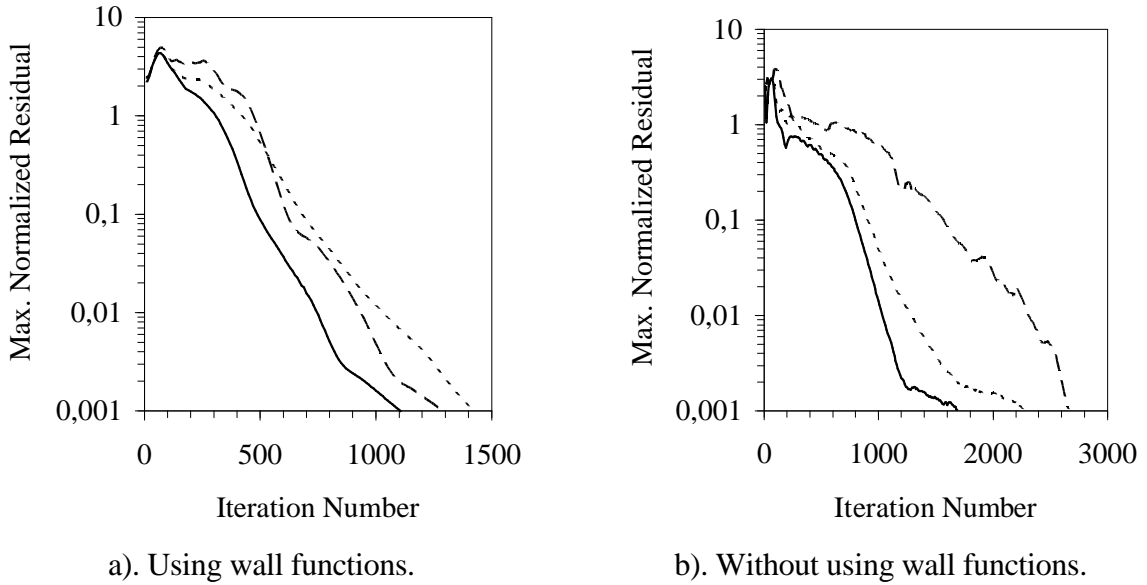 Max. Normalized Residual
10
1
0,1
0,01
0,001
0 500 1000 1500
Iteration Number
a). Using wall functions.
Max. Normalized Residual
10
1
0,1
0,01
0,001
0 1000 2000 3000
Iteration Number
b). Without using wall functions.